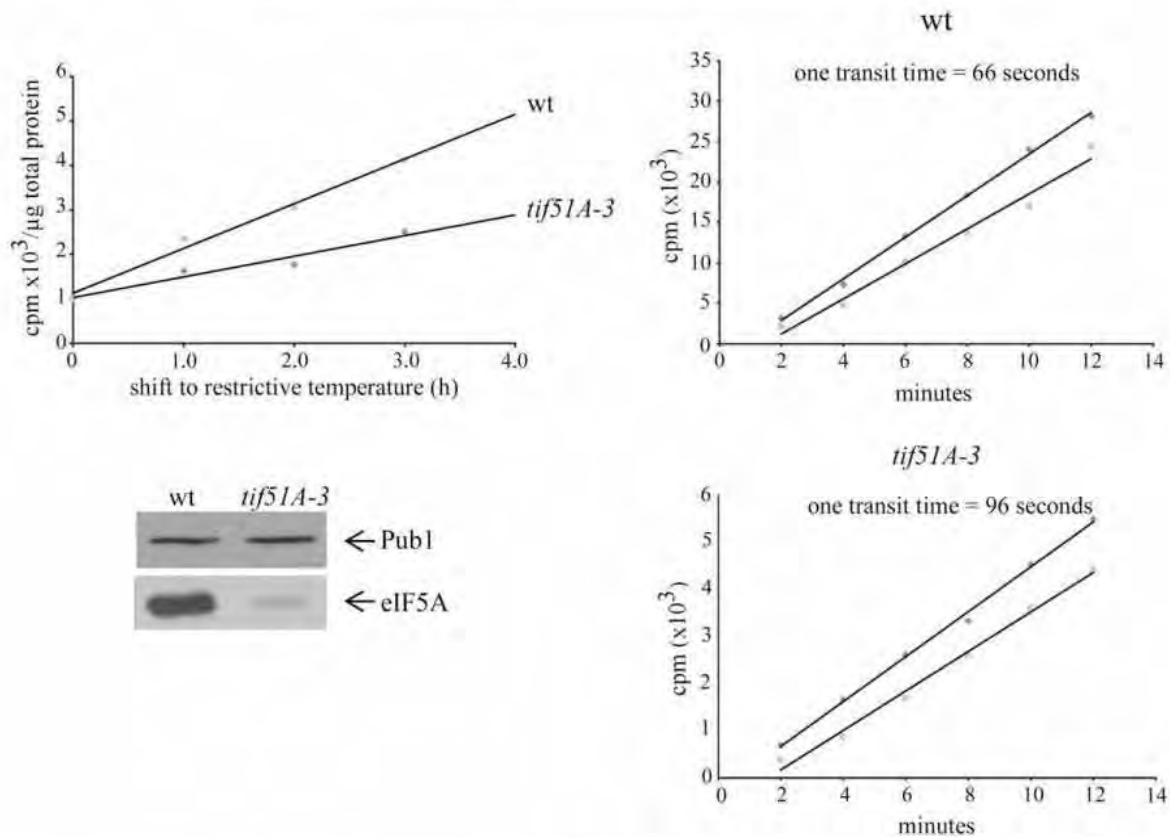 cpm x10³/µg total protein
6
5
4
3
2
1
0
0
1.0
2.0
3.0
4.0
shift to restrictive temperature (h)
wt
tif51A-3
wt
one transit time = 66 seconds
cpm (x10³)
35
30
25
20
15
10
5
0
0
2
4
6
8
10
12
14
minutes
wt
tif51A-3
Pub1
eIF5A
tif51A-3
one transit time = 96 seconds
cpm (x10³)
6
5
4
3
2
1
0
0
2
4
6
8
10
12
14
minutes